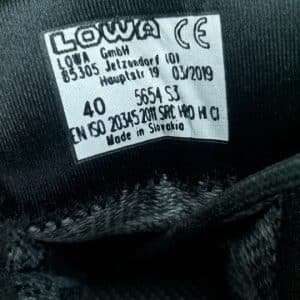 LOWA CE
LOWA GmbH
85305 Jetzendorf (D)
Hauptstr 19 03/2019
40 5654 S3
EN ISO 20345:2011 SRC HRO HI CI
Made in Slovakia